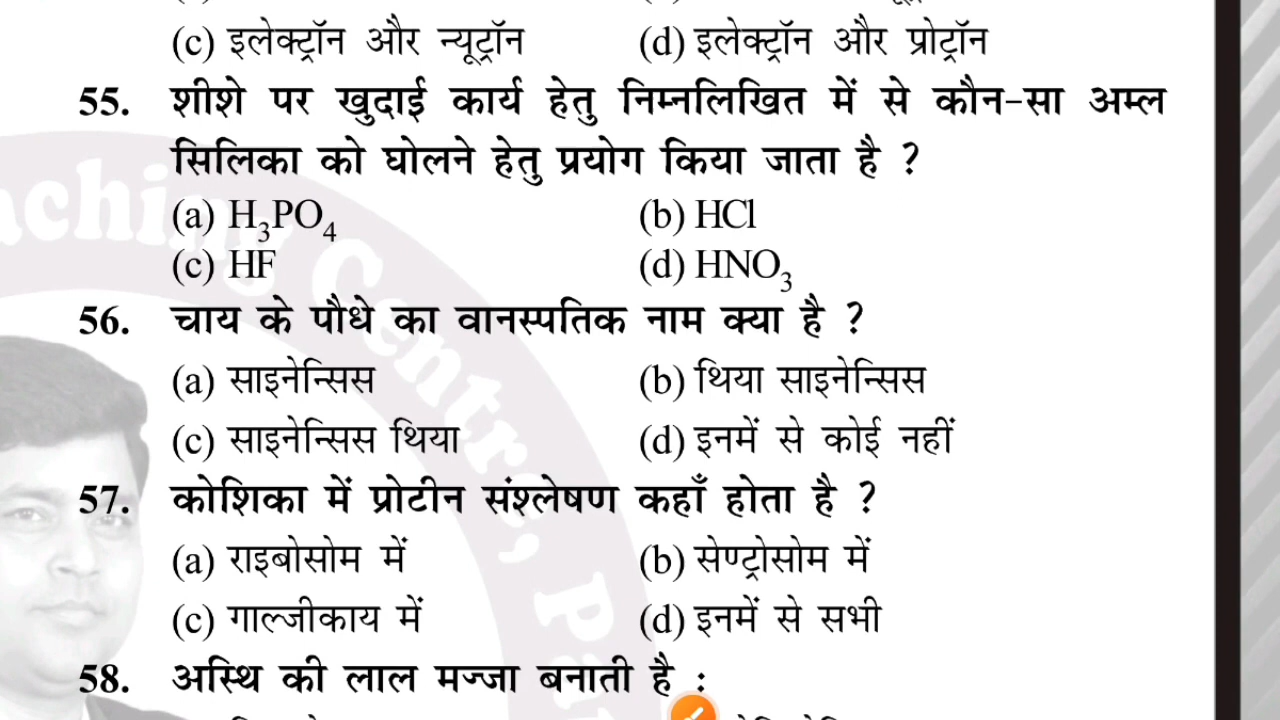 (c) इलेक्ट्रॉन और न्यूट्रॉन (d) इलेक्ट्रॉन और प्रोटॉन
55. शीशे पर खुदाई कार्य हेतु निम्नलिखित में से कौन-सा अम्ल
सिलिका को घोलने हेतु प्रयोग किया जाता है ?
(a) H₃PO₄ (b) HCl
(c) HF (d) HNO₃
56. चाय के पौधे का वानस्पतिक नाम क्या है ?
(a) साइनेन्सिस (b) थिया साइनेन्सिस
(c) साइनेन्सिस थिया (d) इनमें से कोई नहीं
57. कोशिका में प्रोटीन संश्लेषण कहाँ होता है ?
(a) राइबोसोम में (b) सेण्ट्रोसोम में
(c) गाल्जीकाय में (d) इनमें से सभी
58. अस्थि की लाल मज्जा बनाती है :
Centre,